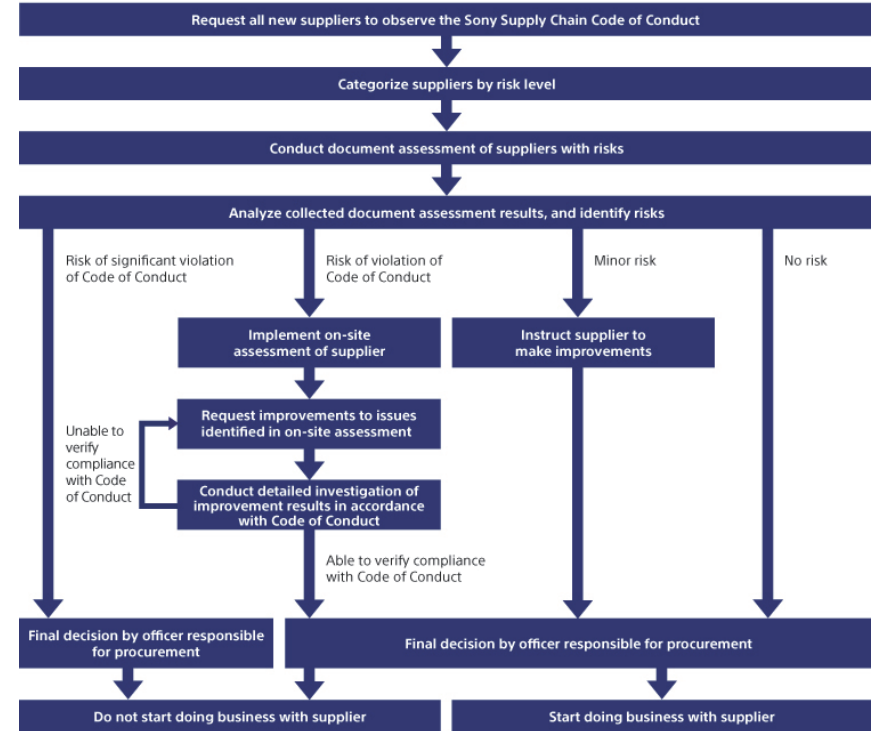 Request all new suppliers to observe the Sony Supply Chain Code of Conduct
Categorize suppliers by risk level
Conduct document assessment of suppliers with risks
Analyze collected document assessment results, and identify risks
Risk of significant violation
of Code of Conduct
Risk of violation of
Code of Conduct
Minor risk
No risk
Implement on-site
assessment of supplier
Instruct supplier to
make improvements
Request improvements to issues
identified in on-site assessment
Unable to
verify
compliance
with Code
of Conduct
Conduct detailed investigation of
improvement results in accordance
with Code of Conduct
Able to verify compliance
with Code of Conduct
Final decision by officer responsible
for procurement
Final decision by officer responsible for procurement
Do not start doing business with supplier
Start doing business with supplier